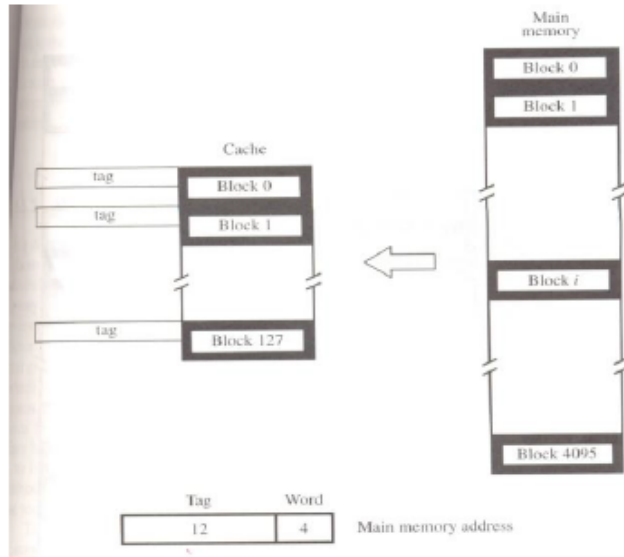 Main
memory
Block 0
Block 1
Cache
tag
Block 0
tag
Block 1
Block i
tag
Block 127
Block 4095
Tag
Word
12
4
Main memory address